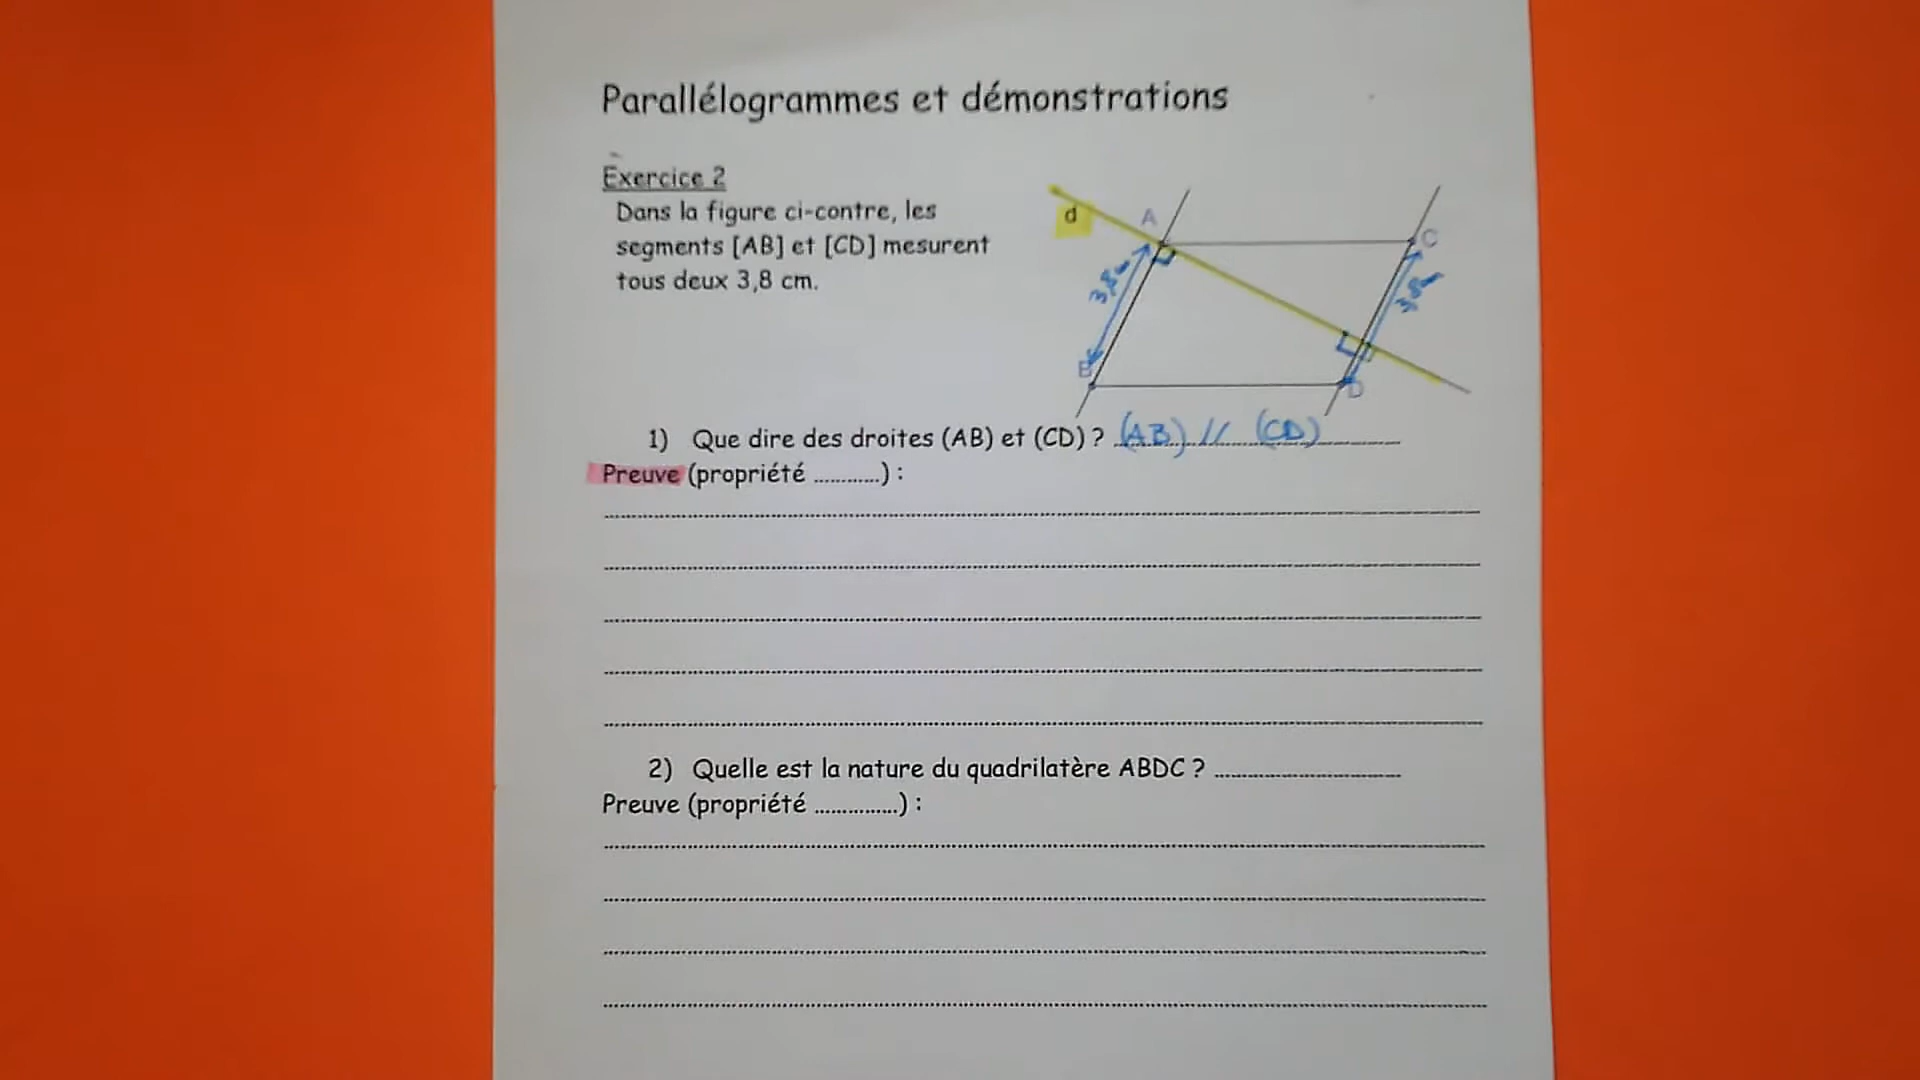 Parallélogrammes et démonstrations
Exercice 2
Dans la figure ci-contre, les
segments [AB] et [CD] mesurent
tous deux 3,8 cm.
d
A
C
3,8
3,8
B
D
1) Que dire des droites (AB) et (CD) ? (AB) // (CD)
Preuve (propriété ............) :
2) Quelle est la nature du quadrilatère ABDC ? ..............................
Preuve (propriété ...............) :